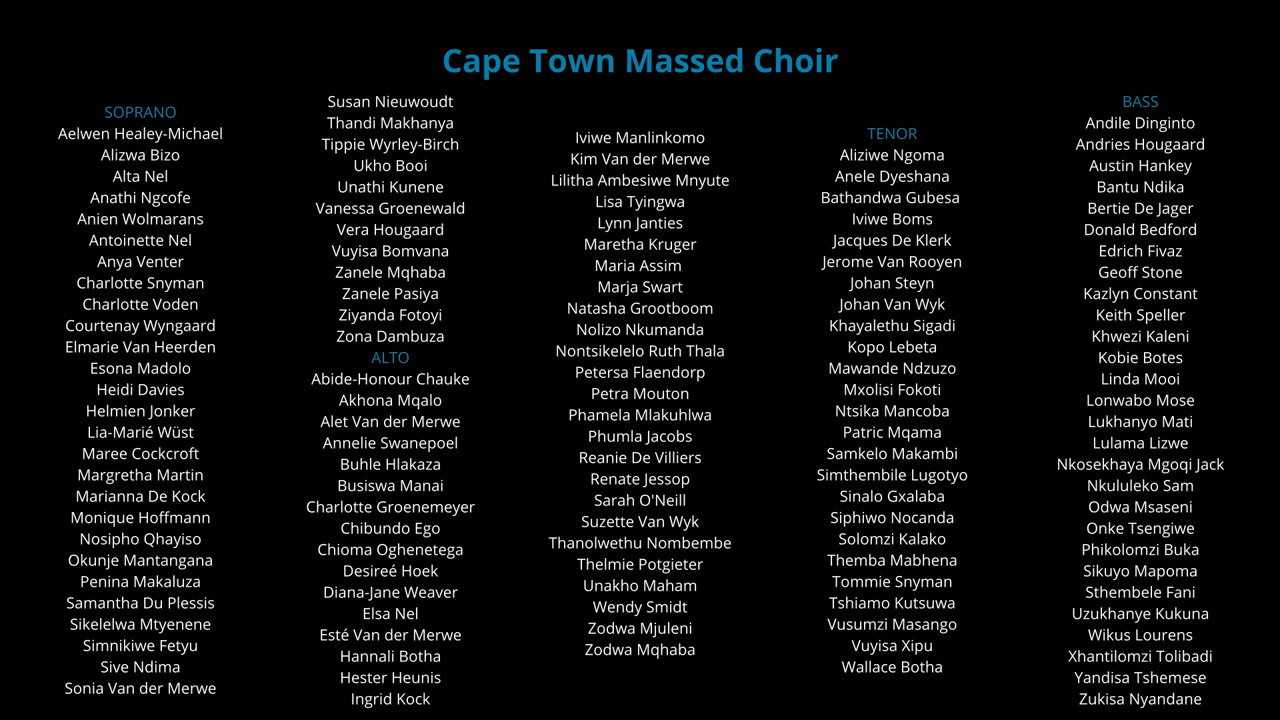 Cape Town Massed Choir
SOPRANO
Aelwen Healey-Michael
Alizwa Bizo
Alta Nel
Anathi Ngcofe
Anien Wolmarans
Antoinette Nel
Anya Venter
Charlotte Snyman
Charlotte Voden
Courtenay Wyngaard
Elmarie Van Heerden
Esona Madolo
Heidi Davies
Helmien Jonker
Lia-Marié Wüst
Maree Cockcroft
Margretha Martin
Marianna De Kock
Monique Hoffmann
Nosipho Qhayiso
Okunje Mantangana
Penina Makaluza
Samantha Du Plessis
Sikelelwa Mtyenene
Simnikiwe Fetyu
Sive Ndima
Sonia Van der Merwe
Susan Nieuwoudt
Thandi Makhanya
Tippie Wyrley-Birch
Ukho Booi
Unathi Kunene
Vanessa Groenewald
Vera Hougaard
Vuyisa Bomvana
Zanele Mqhaba
Zanele Pasiya
Ziyanda Fotoyi
Zona Dambuza
ALTO
Abide-Honour Chauke
Akhona Mqalo
Alet Van der Merwe
Annelie Swanepoel
Buhle Hlakaza
Busiswa Manai
Charlotte Groenemeyer
Chibundo Ego
Chioma Oghenetega
Desireé Hoek
Diana-Jane Weaver
Elsa Nel
Esté Van der Merwe
Hannali Botha
Hester Heunis
Ingrid Kock
Iviwe Manlinkomo
Kim Van der Merwe
Lilitha Ambesiwe Mnyute
Lisa Tyingwa
Lynn Janties
Maretha Kruger
Maria Assim
Marja Swart
Natasha Grootboom
Nolizo Nkumanda
Nontsikelelo Ruth Thala
Petersa Flaendorp
Petra Mouton
Phamela Mlakuhlwa
Phumla Jacobs
Reanie De Villiers
Renate Jessop
Sarah O'Neill
Suzette Van Wyk
Thanolwethu Nombembe
Thelmie Potgieter
Unakho Maham
Wendy Smidt
Zodwa Mjuleni
Zodwa Mqhaba
TENOR
Aliziwe Ngoma
Anele Dyeshana
Bathandwa Gubesa
Iviwe Boms
Jacques De Klerk
Jerome Van Rooyen
Johan Steyn
Johan Van Wyk
Khayalethu Sigadi
Kopo Lebeta
Mawande Ndzuzo
Mxolisi Fokoti
Ntsika Mancoba
Patric Mqama
Samkelo Makambi
Simthembile Lugotyo
Sinalo Gxalaba
Siphiwo Nocanda
Solomzi Kalako
Themba Mabhena
Tommie Snyman
Tshiamo Kutsuwa
Vusumzi Masango
Vuyisa Xipu
Wallace Botha
BASS
Andile Dinginto
Andries Hougaard
Austin Hankey
Bantu Ndika
Bertie De Jager
Donald Bedford
Edrich Fivaz
Geoff Stone
Kazlyn Constant
Keith Speller
Khwezi Kaleni
Kobie Botes
Linda Mooi
Lonwabo Mose
Lukhanyo Mati
Lulama Lizwe
Nkosekhaya Mgoqi Jack
Nkululeko Sam
Odwa Msaseni
Onke Tsengiwe
Phikolomzi Buka
Sikuyo Mapoma
Sthembele Fani
Uzukhanye Kukuna
Wikus Lourens
Xhantilomzi Tolibadi
Yandisa Tshemese
Zukisa Nyandane